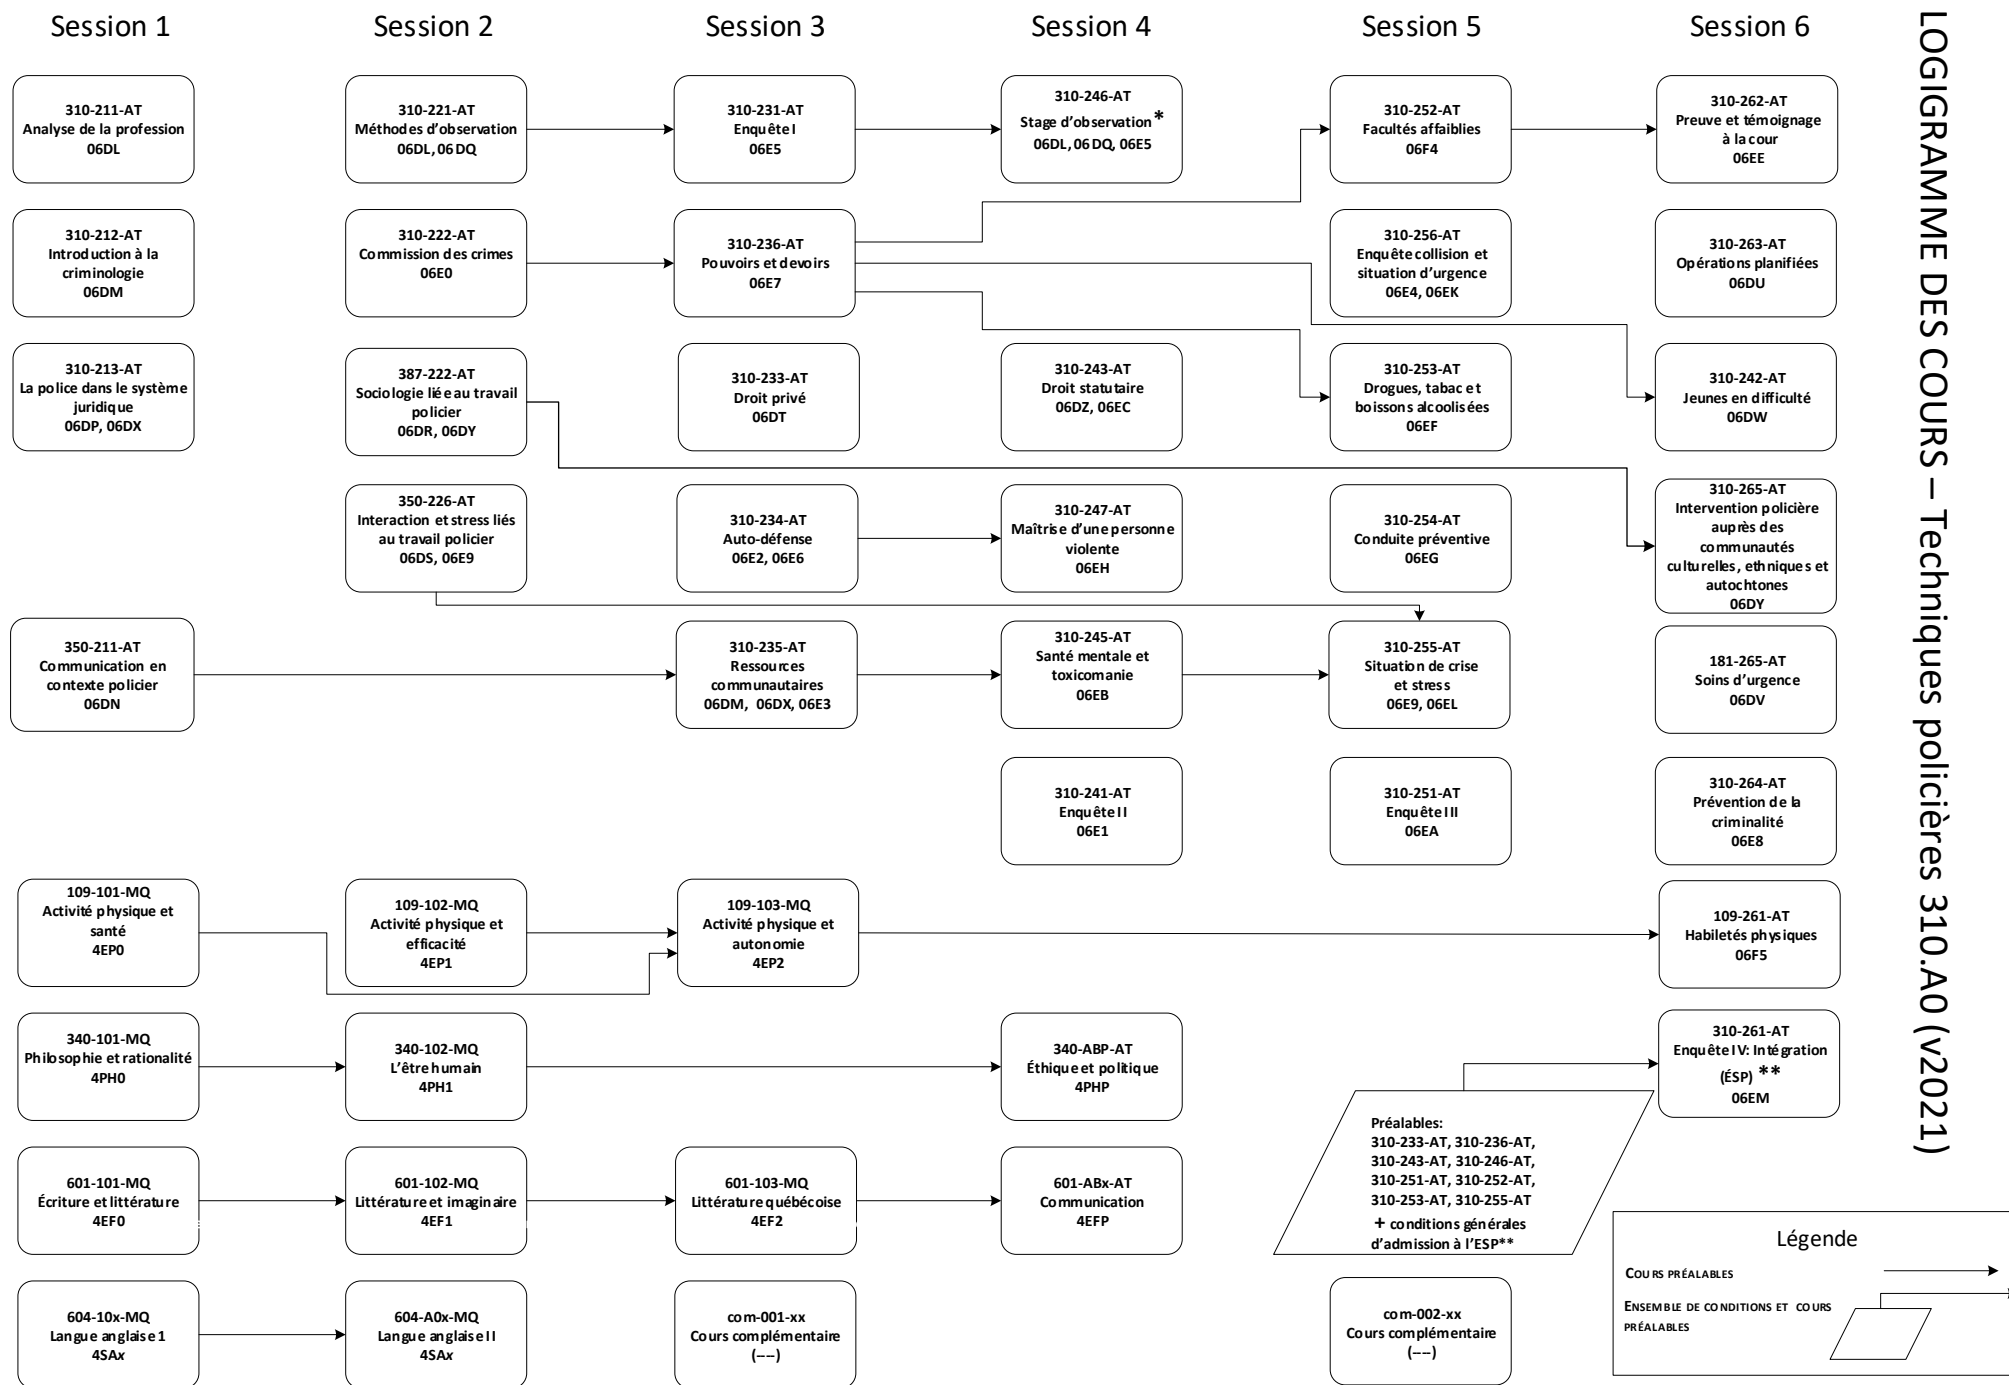 Session 1
Session 2
Session 3
Session 4
Session 5
Session 6
LOGIGRAMME DES COURS – Techniques policières 310.A0 (v2021)
310-211-AT
Analyse de la profession
06DL
310-221-AT
Méthodes d'observation
06DL, 06DQ
310-231-AT
Enquête I
06E5
310-246-AT
Stage d'observation*
06DL, 06DQ, 06E5
310-252-AT
Facultés affaiblies
06F4
310-262-AT
Preuve et témoignage
à la cour
06EE
310-212-AT
Introduction à la
criminologie
06DM
310-222-AT
Commission des crimes
06E0
310-236-AT
Pouvoirs et devoirs
06E7
310-256-AT
Enquête collision et
situation d'urgence
06E4, 06EK
310-263-AT
Opérations planifiées
06DU
310-213-AT
La police dans le système
juridique
06DP, 06DX
387-222-AT
Sociologie liée au travail
policier
06DR, 06DY
310-233-AT
Droit privé
06DT
310-243-AT
Droit statutaire
06DZ, 06EC
310-253-AT
Drogues, tabac et
boissons alcoolisées
06EF
310-242-AT
Jeunes en difficulté
06DW
350-226-AT
Interaction et stress liés
au travail policier
06DS, 06E9
310-234-AT
Auto-défense
06E2, 06E6
310-247-AT
Maîtrise d'une personne
violente
06EH
310-254-AT
Conduite préventive
06EG
310-265-AT
Intervention policière
auprès des
communautés
culturelles, ethniques et
autochtones
06DY
350-211-AT
Communication en
contexte policier
06DN
310-235-AT
Ressources
communautaires
06DM, 06DX, 06E3
310-245-AT
Santé mentale et
toxicomanie
06EB
310-255-AT
Situation de crise
et stress
06E9, 06EL
181-265-AT
Soins d'urgence
06DV
310-241-AT
Enquête II
06E1
310-251-AT
Enquête III
06EA
310-264-AT
Prévention de la
criminalité
06E8
109-101-MQ
Activité physique et
santé
4EP0
109-102-MQ
Activité physique et
efficacité
4EP1
109-103-MQ
Activité physique et
autonomie
4EP2
109-261-AT
Habiletés physiques
06F5
340-101-MQ
Philosophie et rationalité
4PH0
340-102-MQ
L'être humain
4PH1
340-ABP-AT
Éthique et politique
4PHP
310-261-AT
Enquête IV: Intégration
(ÉSP) **
06EM
Préalables:
310-233-AT, 310-236-AT,
310-243-AT, 310-246-AT,
310-251-AT, 310-252-AT,
310-253-AT, 310-255-AT
+ conditions générales
d'admission à l'ESP**
601-101-MQ
Écriture et littérature
4EF0
601-102-MQ
Littérature et imaginaire
4EF1
601-103-MQ
Littérature québécoise
4EF2
601-ABx-AT
Communication
4EFP
604-10x-MQ
Langue anglaise 1
4SAx
604-A0x-MQ
Langue anglaise II
4SAx
com-001-xx
Cours complémentaire
(----)
com-002-xx
Cours complémentaire
(----)
Légende
COURS PRÉALABLES
ENSEMBLE DE CONDITIONS ET COURS
PRÉALABLES